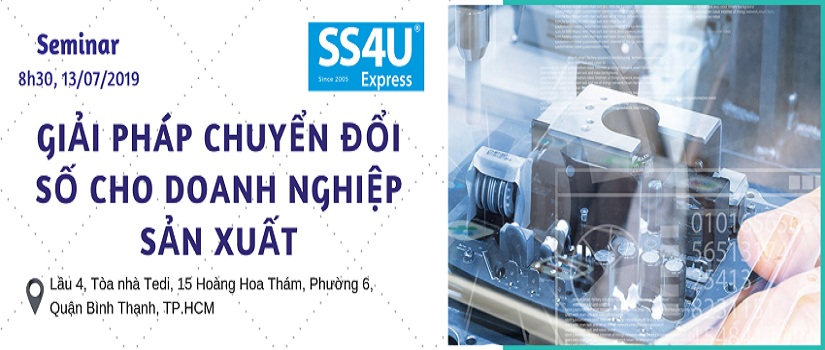 Seminar
8h30, 13/07/2019
SS4U®
Since 2005 Express
GIẢI PHÁP CHUYỂN ĐỔI
SỐ CHO DOANH NGHIỆP
SẢN XUẤT
Lầu 4, Tòa nhà Tedi, 15 Hoàng Hoa Thám, Phường 6,
Quận Bình Thạnh, TP.HCM